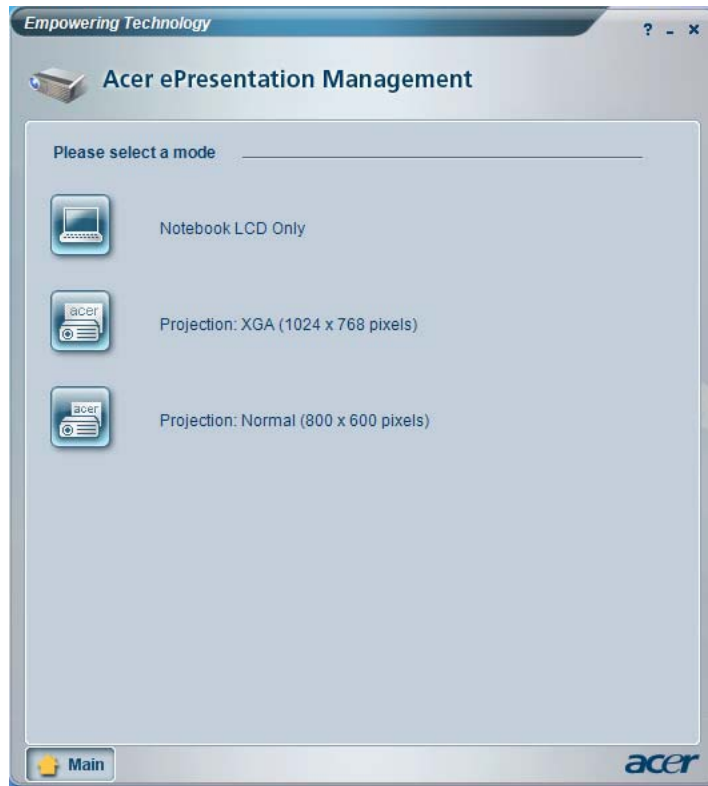 Empowering Technology
? - x
Acer ePresentation Management
Please select a mode
Notebook LCD Only
acer
Projection: XGA (1024 x 768 pixels)
acer
Projection: Normal (800 x 600 pixels)
Main
acer